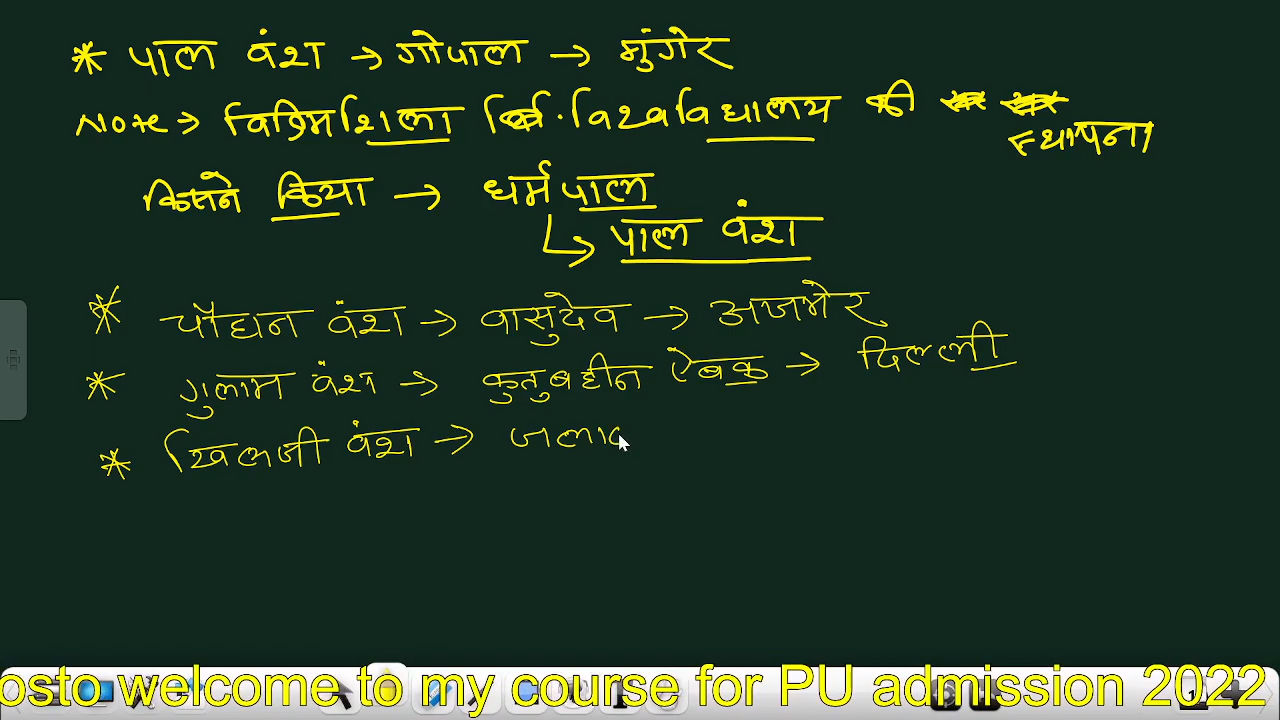 * पाल वंश → गोपाल → मुंगेर
Note → विक्रमशिला विश्वविद्यालय की स्थापना
किसने किया → धर्मपाल
↳ पाल वंश
* चौहान वंश → वासुदेव → अजमेर
* गुलाम वंश → कुतुबद्दीन ऐबक → दिल्ली
* खिलजी वंश → जलाल
osto welcome to my course for PU admission 2022